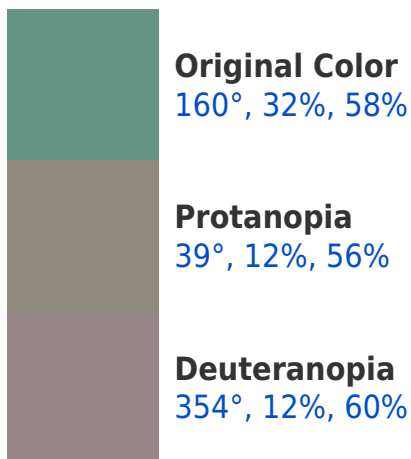 Original Color
160°, 32%, 58%
Protanopia
39°, 12%, 56%
Deuteranopia
354°, 12%, 60%